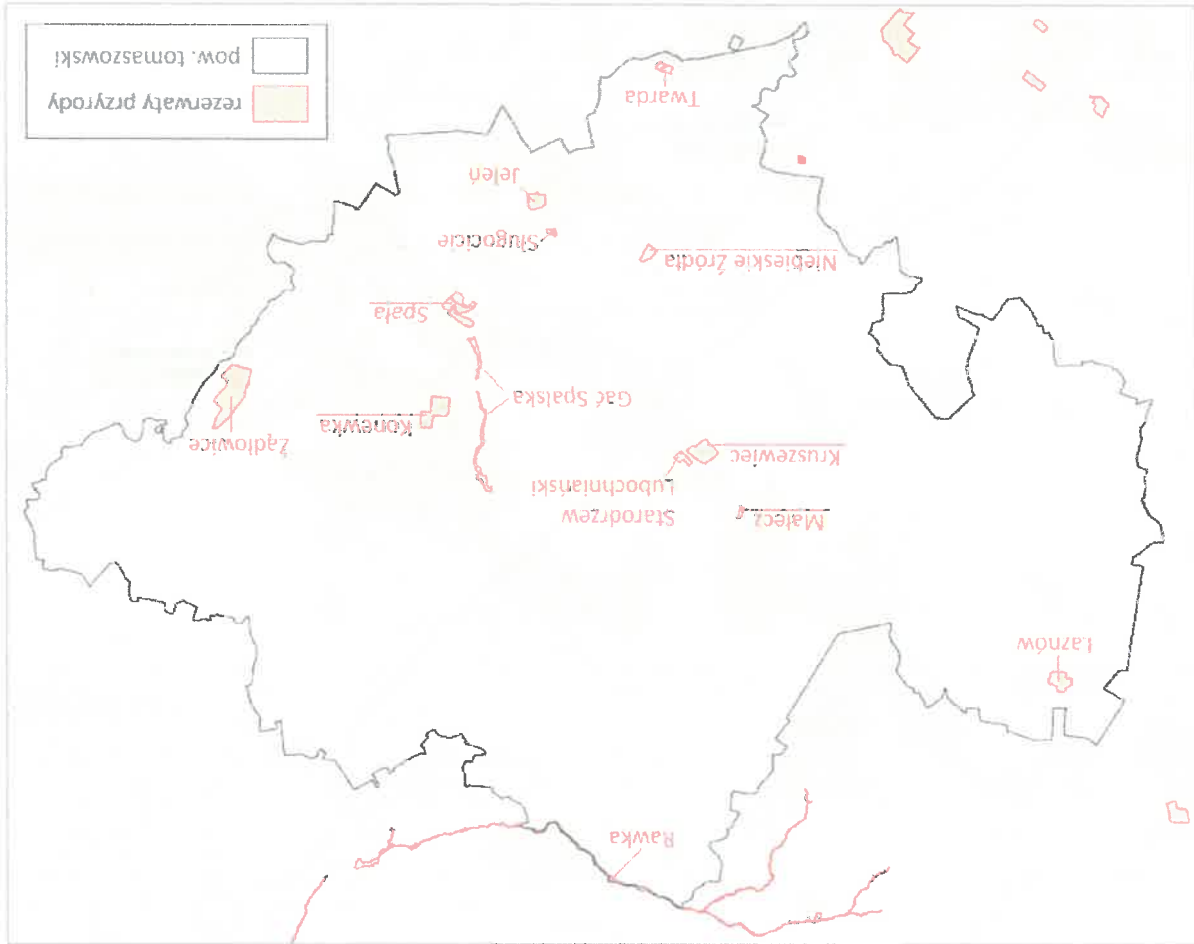 Rawka
Łaznów
Małecz
Starodrzew
Lubochniański
Kruszewiec
Gać Spalska
Konewka
Żądłowice
Spała
Niebieskie Źródła
Sługocice
Jeleń
Twarda
rezerwaty przyrody
pow. tomaszowski